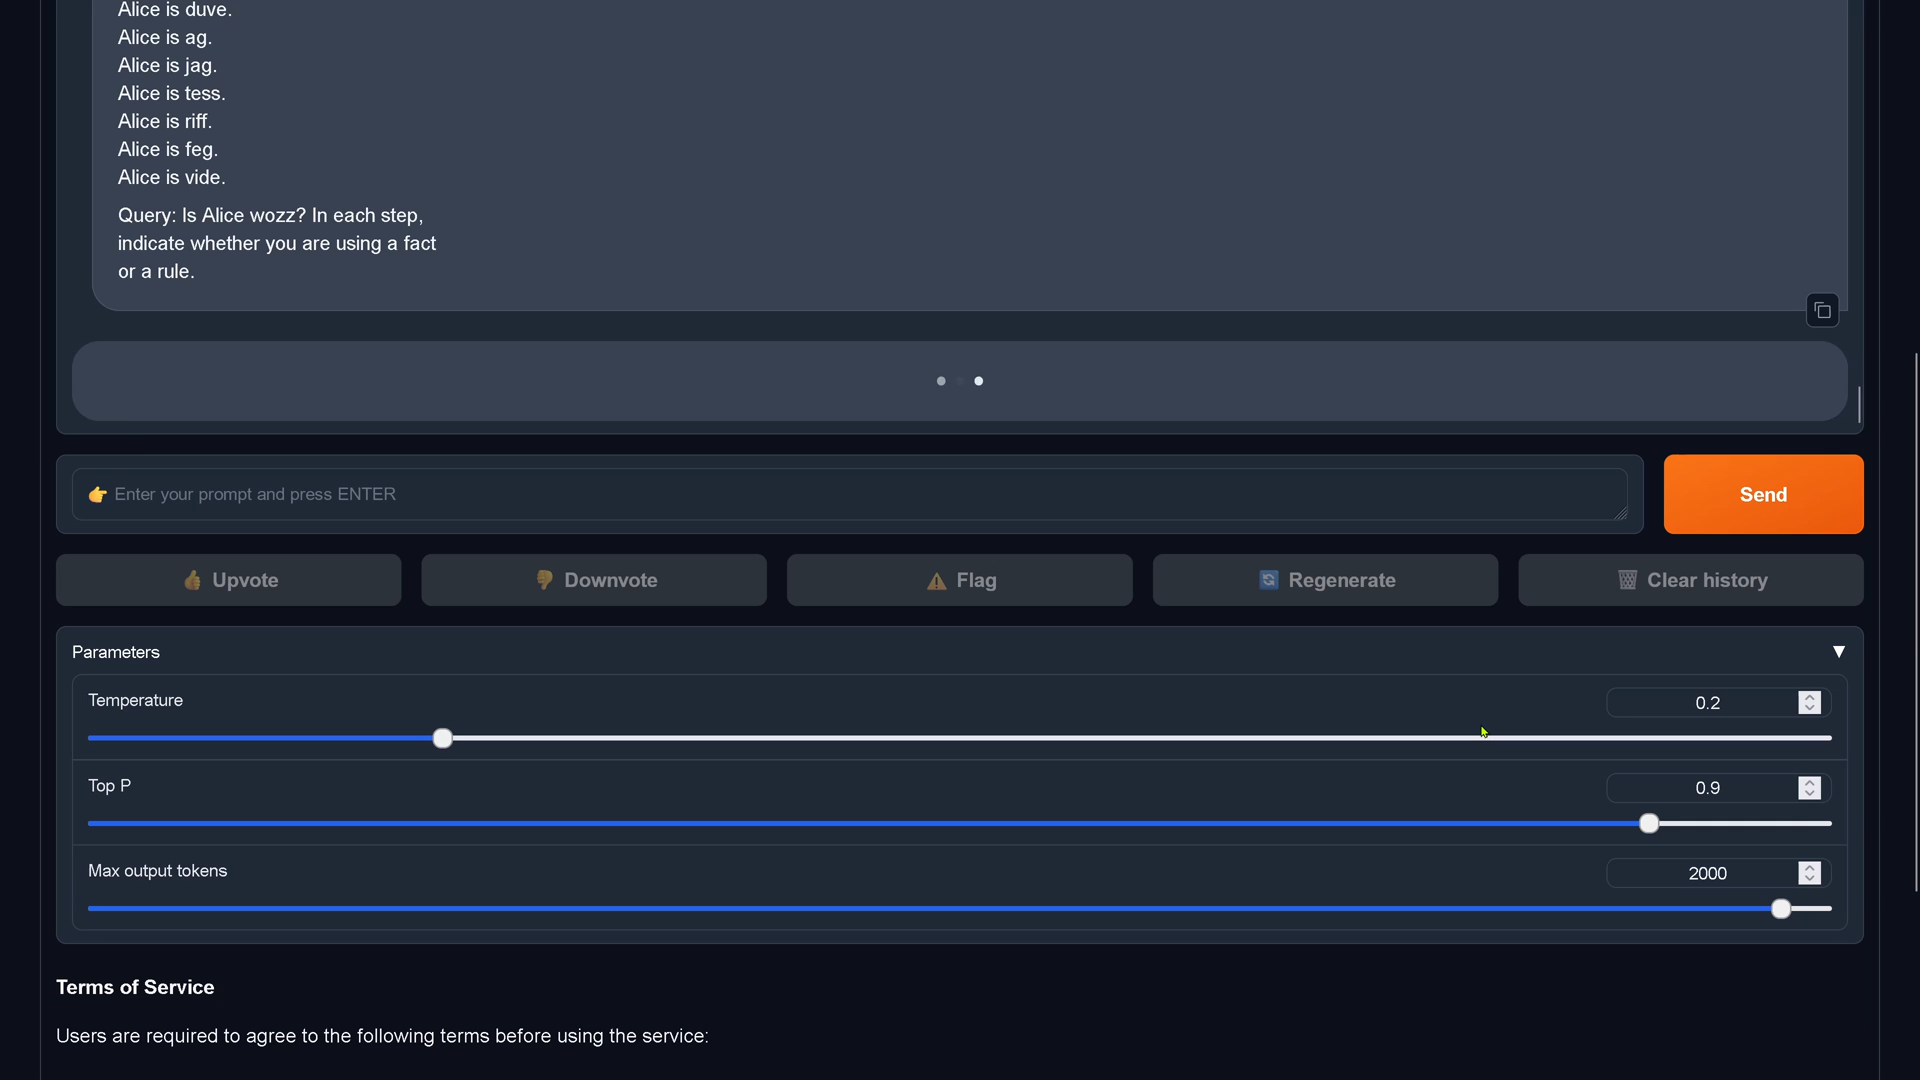 Alice is duve.
Alice is ag.
Alice is jag.
Alice is tess.
Alice is riff.
Alice is feg.
Alice is vide.
Query: Is Alice wozz? In each step,
indicate whether you are using a fact
or a rule.
👉 Enter your prompt and press ENTER
Send
👍 Upvote
👎 Downvote
⚠️ Flag
🔄 Regenerate
🗑️ Clear history
Parameters
▼
Temperature
0.2
Top P
0.9
Max output tokens
2000
Terms of Service
Users are required to agree to the following terms before using the service: